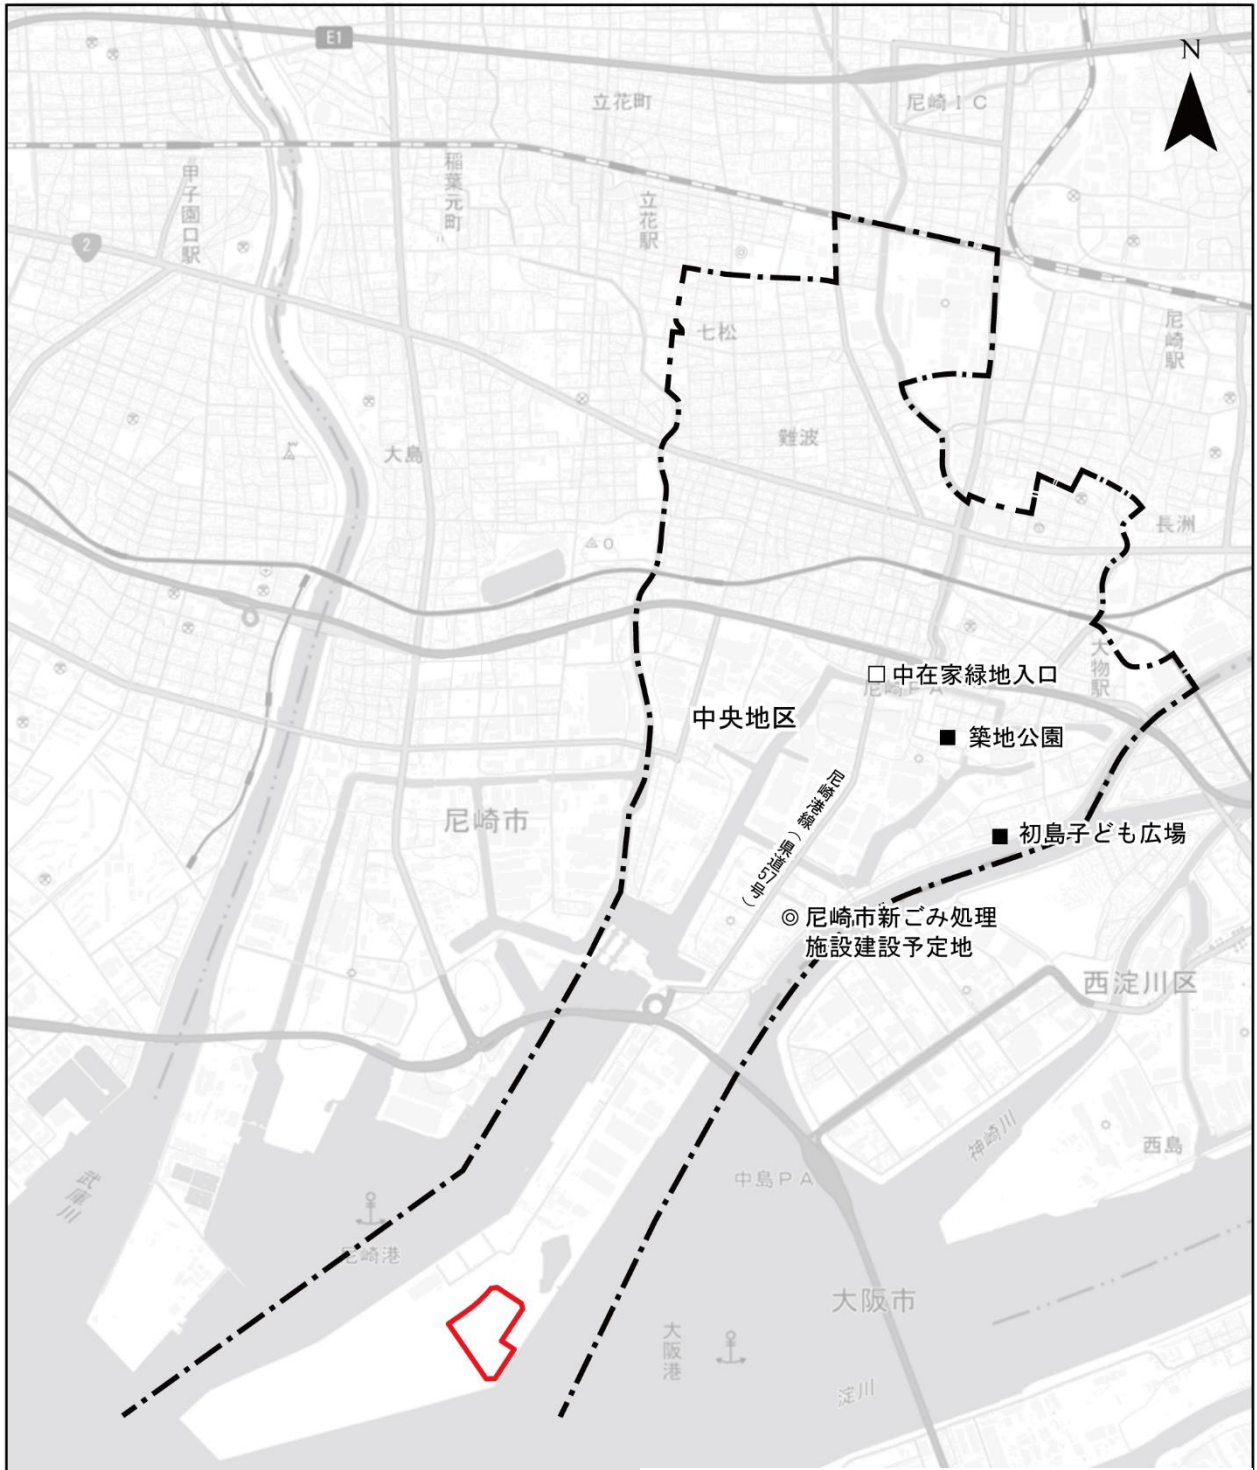 E1
N
立花町
尼崎IC
稲葉元町
甲子園口駅
立花駅
2
七松
尼崎駅
難波
大島
長洲
大物駅
□ 中在家緑地入口
尼崎PA
中央地区
■ 築地公園
尼崎港線（県道57号）
尼崎市
■ 初島子ども広場
◎ 尼崎市新ごみ処理
施設建設予定地
西淀川区
神崎川
西島
中島PA
武庫川
尼崎港
大阪市
大阪港
淀川